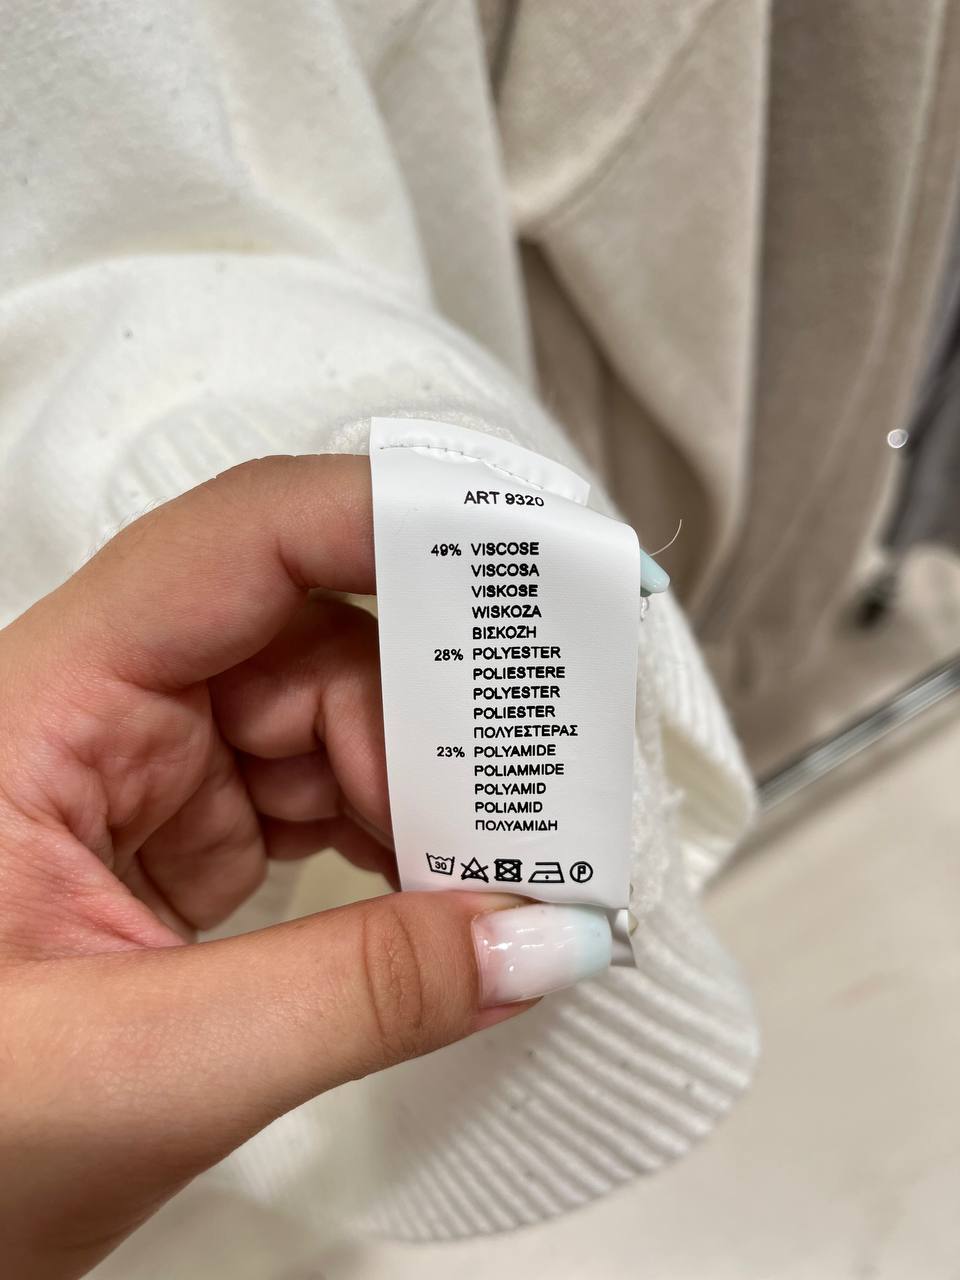 ART 9320
49% VISCOSE
VISCOSA
VISKOSE
WISKOZA
ΒΙΣΚΟΖΗ
28% POLYESTER
POLIESTERE
POLYESTER
POLIESTER
ΠΟΛΥΕΣΤΕΡΑΣ
23% POLYAMIDE
POLIAMMIDE
POLYAMID
POLIAMID
ΠΟΛΥΑΜΙΔΗ
30 P